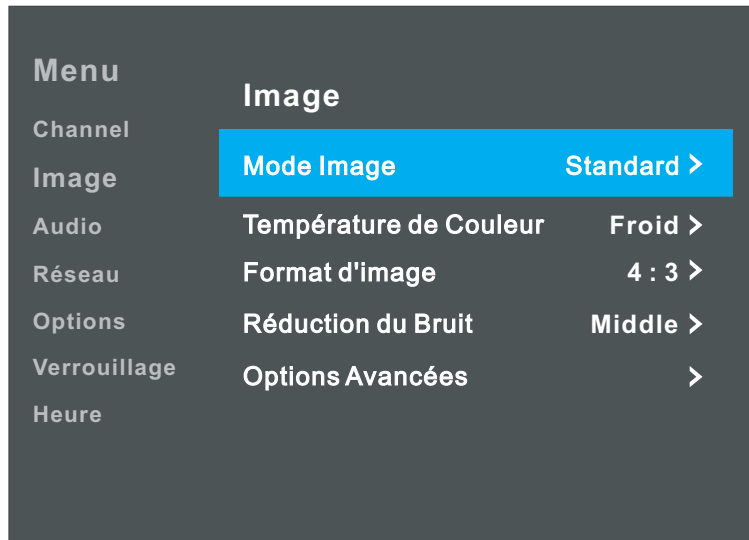 Menu
Channel
Image
Audio
Réseau
Options
Verrouillage
Heure
Image
Mode Image Standard >
Température de Couleur Froid >
Format d'image 4 : 3 >
Réduction du Bruit Middle >
Options Avancées >